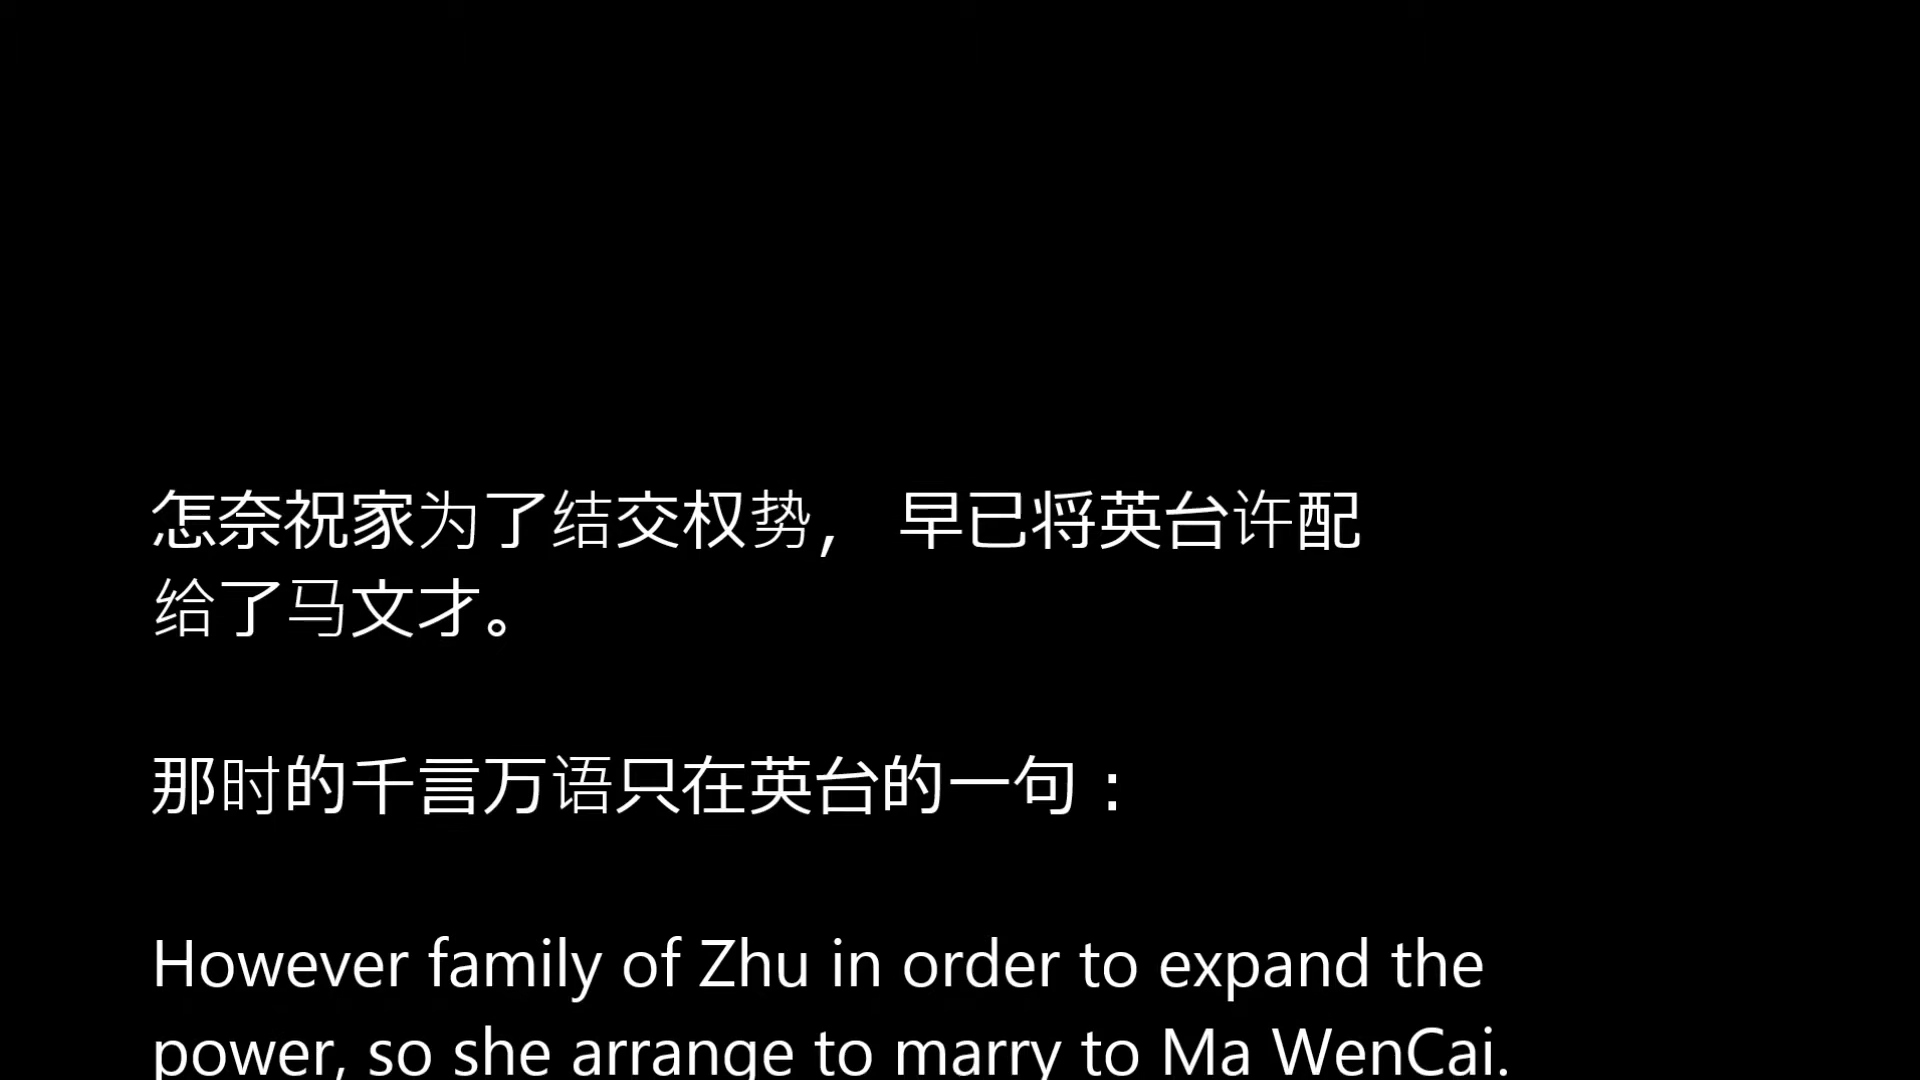 怎奈祝家为了结交权势， 早已将英台许配
给了马文才。
那时的千言万语只在英台的一句：
However family of Zhu in order to expand the
power, so she arrange to marry to Ma WenCai.